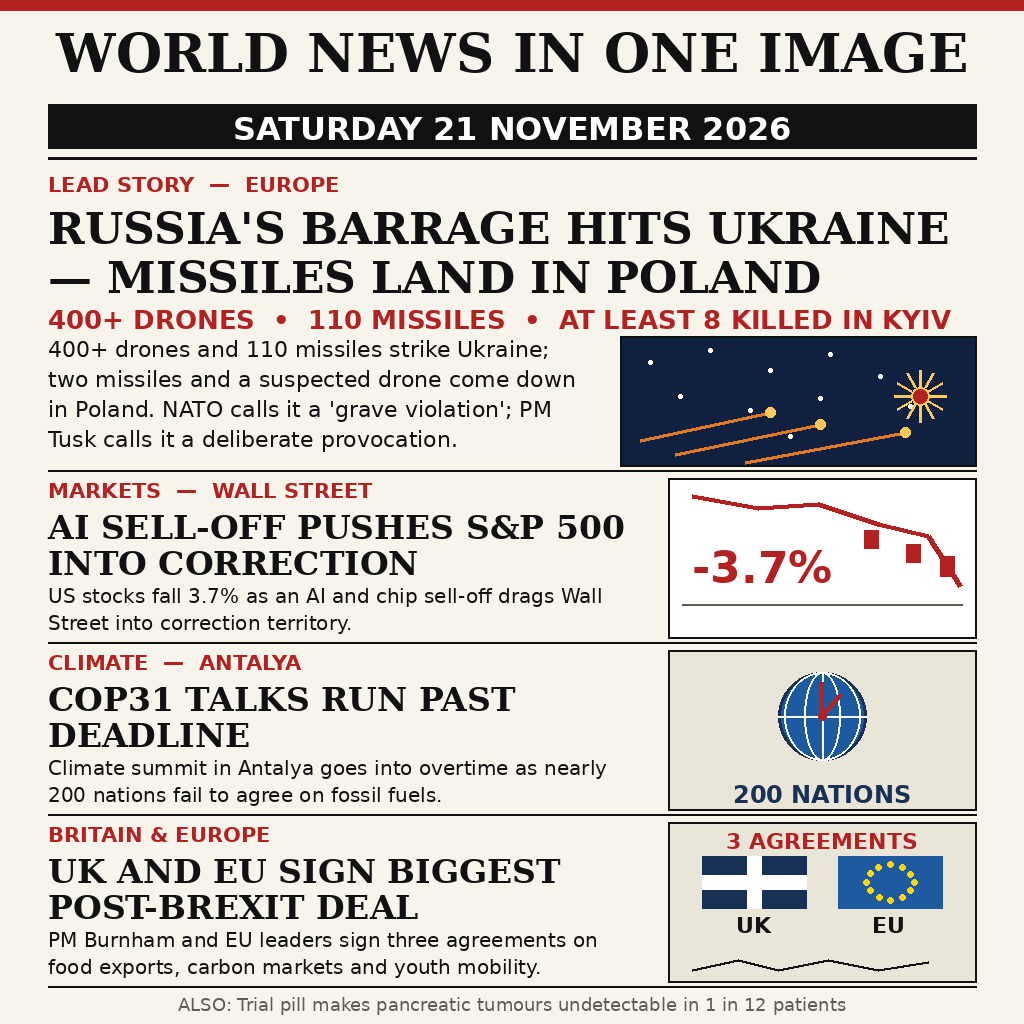 WORLD NEWS IN ONE IMAGE
SATURDAY 21 NOVEMBER 2026
LEAD STORY — EUROPE
RUSSIA'S BARRAGE HITS UKRAINE
— MISSILES LAND IN POLAND
400+ DRONES • 110 MISSILES • AT LEAST 8 KILLED IN KYIV
400+ drones and 110 missiles strike Ukraine;
two missiles and a suspected drone come down
in Poland. NATO calls it a 'grave violation'; PM
Tusk calls it a deliberate provocation.
MARKETS — WALL STREET
AI SELL-OFF PUSHES S&P 500
INTO CORRECTION
US stocks fall 3.7% as an AI and chip sell-off drags Wall
Street into correction territory.
-3.7%
CLIMATE — ANTALYA
COP31 TALKS RUN PAST
DEADLINE
Climate summit in Antalya goes into overtime as nearly
200 nations fail to agree on fossil fuels.
200 NATIONS
BRITAIN & EUROPE
UK AND EU SIGN BIGGEST
POST-BREXIT DEAL
PM Burnham and EU leaders sign three agreements on
food exports, carbon markets and youth mobility.
3 AGREEMENTS
UK EU
ALSO: Trial pill makes pancreatic tumours undetectable in 1 in 12 patients